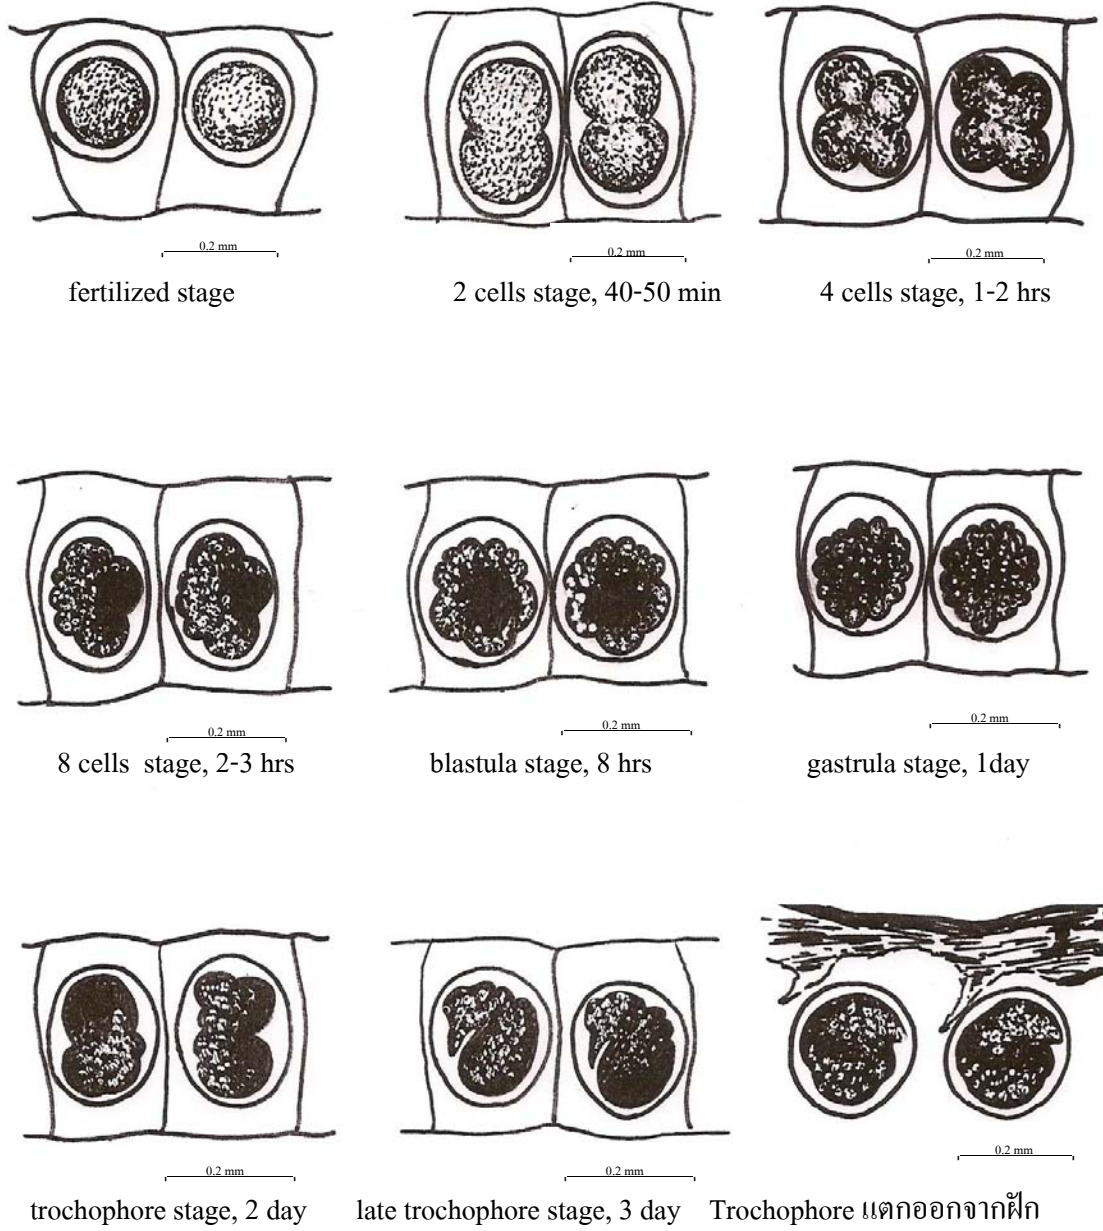 0.2 mm 0.2 mm 0.2 mm
fertilized stage 2 cells stage, 40-50 min 4 cells stage, 1-2 hrs
0.2 mm 0.2 mm 0.2 mm
8 cells stage, 2-3 hrs blastula stage, 8 hrs gastrula stage, 1day
0.2 mm 0.2 mm 0.2 mm
trochophore stage, 2 day late trochophore stage, 3 day Trochophore แตกออกจากฝัก